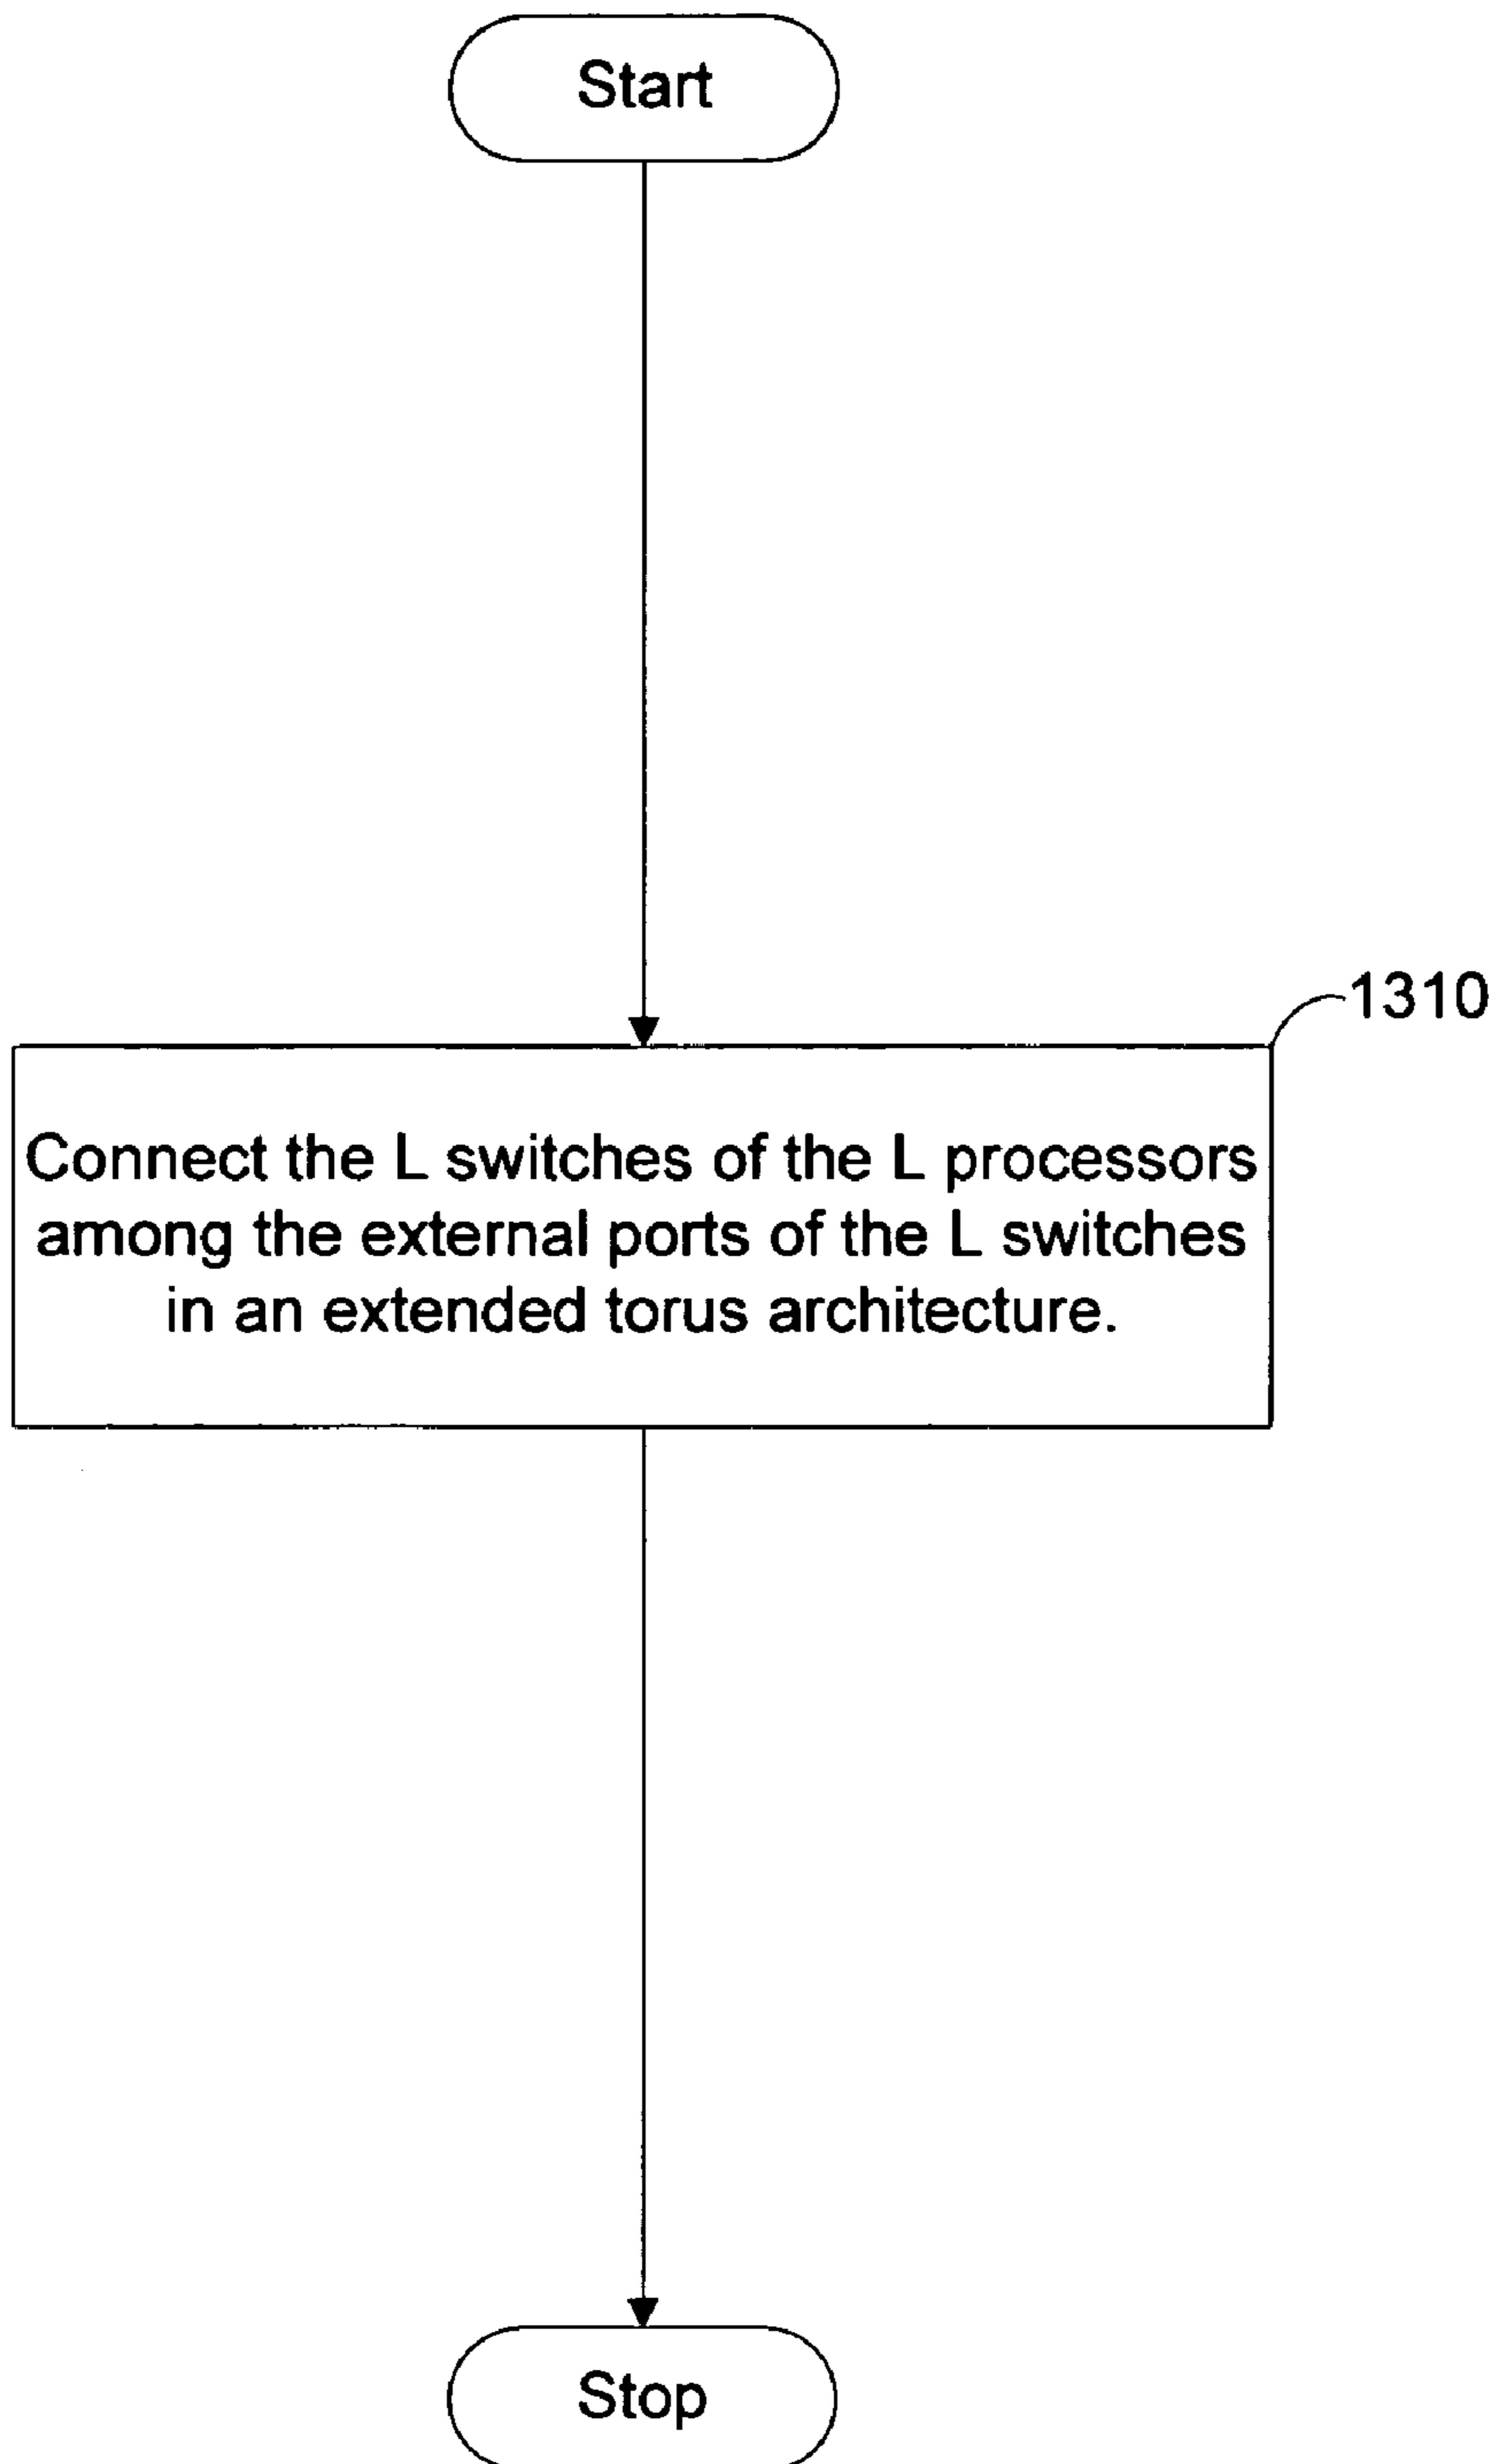 Start
1310
Connect the L switches of the L processors
among the external ports of the L switches
in an extended torus architecture.
Stop